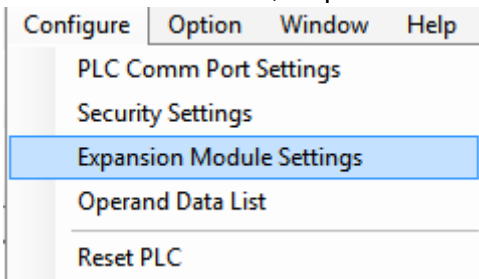 Configure Option Window Help
PLC Comm Port Settings
Security Settings
Expansion Module Settings
Operand Data List
Reset PLC